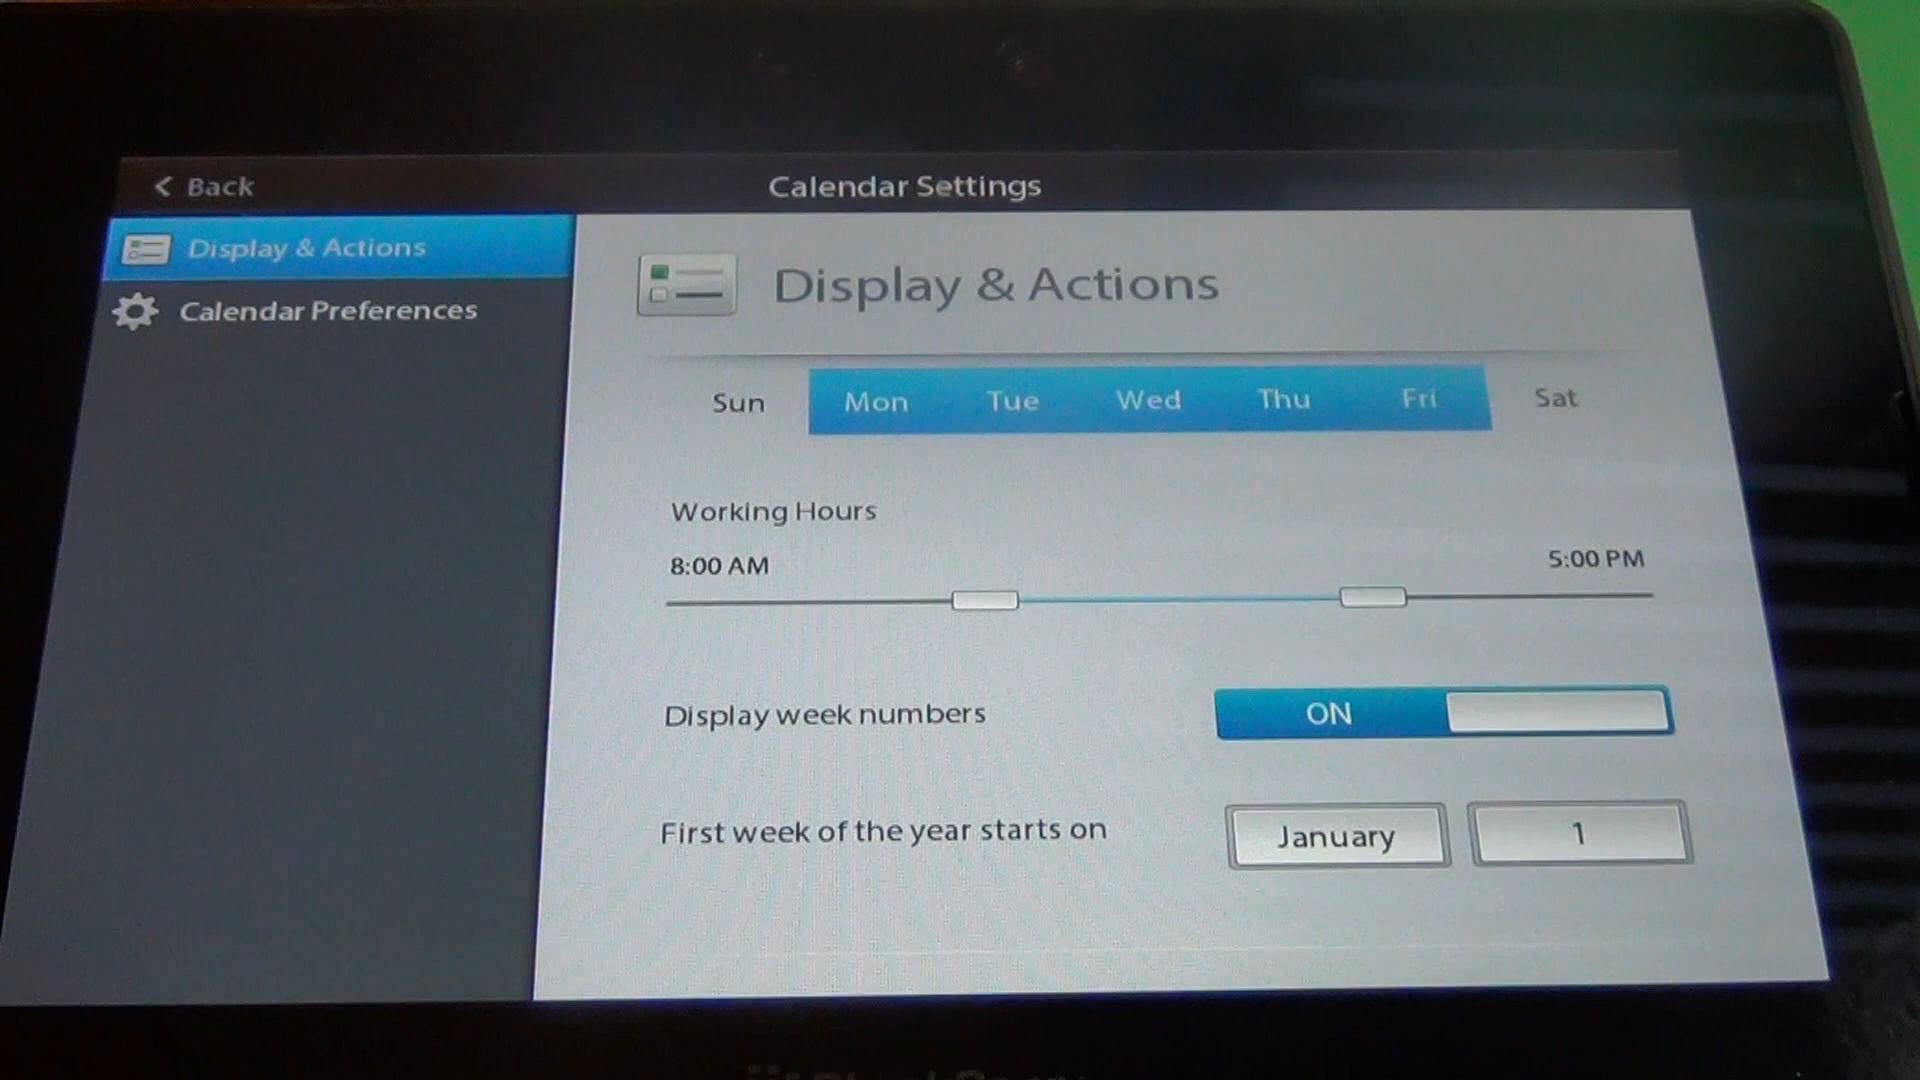 Back
Calendar Settings
Display & Actions
Calendar Preferences
Display & Actions
Sun Mon Tue Wed Thu Fri Sat
Working Hours
8:00 AM 5:00 PM
Display week numbers ON
First week of the year starts on January 1